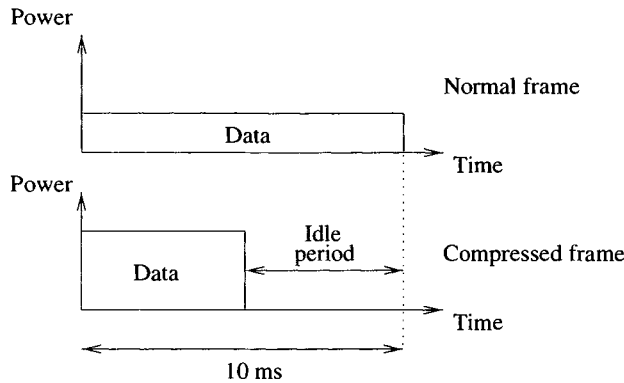 Power
Normal frame
Data
Time
Power
Idle
period
Compressed frame
Data
Time
10 ms